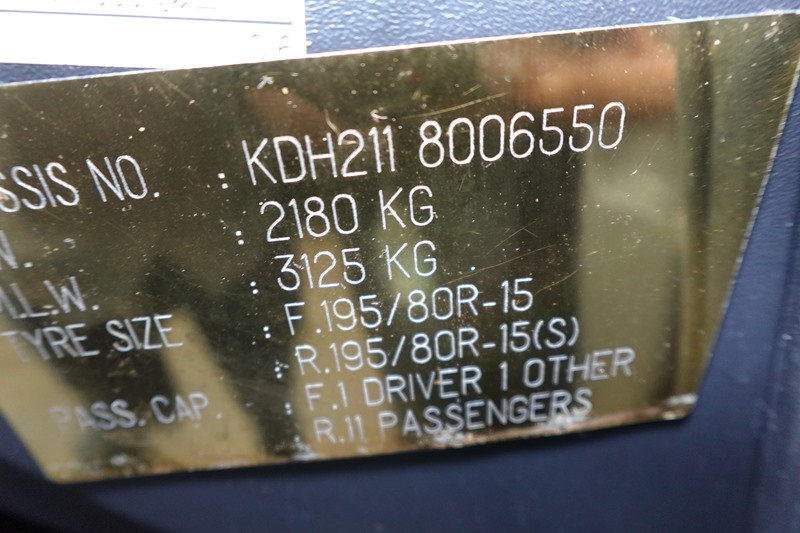 SSIS NO. : KDH211 8006550
N. : 2180 KG
M.L.W. : 3125 KG
TYRE SIZE : F.195/80R-15
: R.195/80R-15(S)
PASS. CAP. : F.1 DRIVER 1 OTHER
: R.11 PASSENGERS